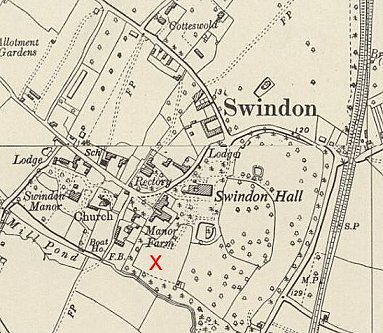 Cotteswold
Allotment
Gardens
F P
F P
Swindon
Lodge
Sch.
Lodge
Rectory
Swindon
Manor
Swindon Hall
Church
Manor
Farm
Mill Pond
Boat
Ho.
F.B.
X
S.P
M.P.
129
120